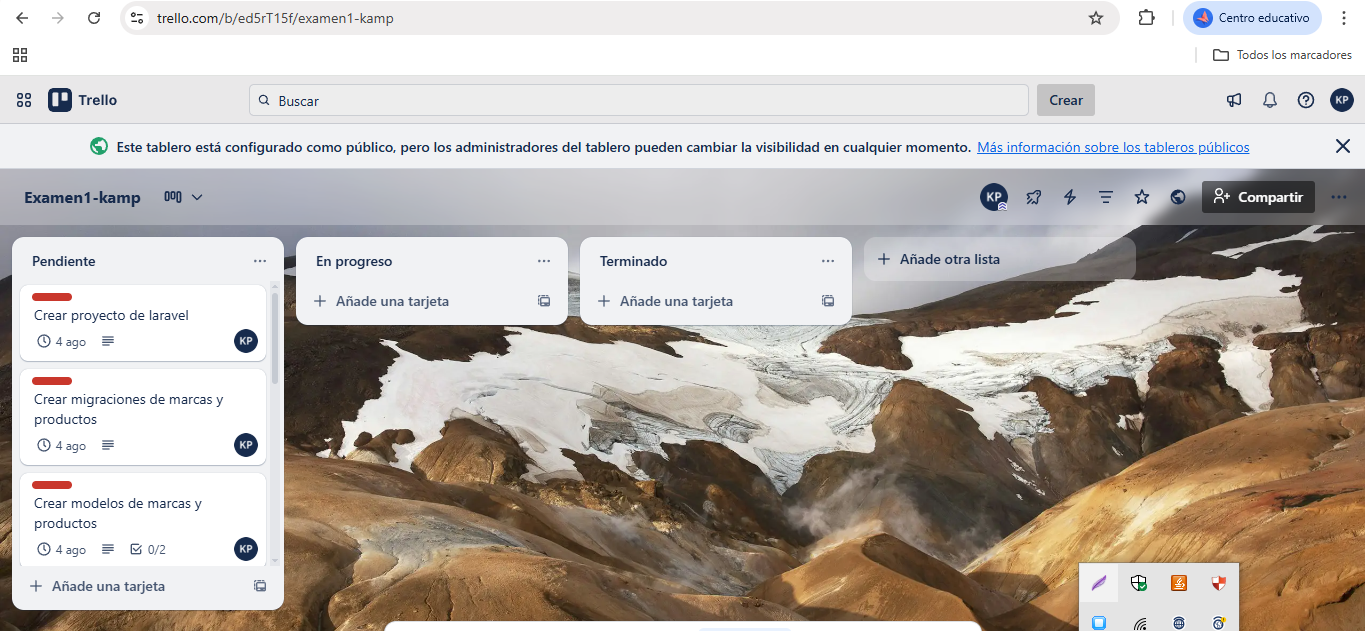 trello.com/b/ed5rT15f/examen1-kamp
Centro educativo
Todos los marcadores
Trello
Buscar
Crear
KP
Este tablero está configurado como público, pero los administradores del tablero pueden cambiar la visibilidad en cualquier momento. Más información sobre los tableros públicos
Examen1-kamp
KP
Compartir
Pendiente
En progreso
Terminado
Añade otra lista
Añade una tarjeta
Añade una tarjeta
Crear proyecto de laravel
4 ago
KP
Crear migraciones de marcas y
productos
4 ago
KP
Crear modelos de marcas y
productos
4 ago
0/2
KP
Añade una tarjeta